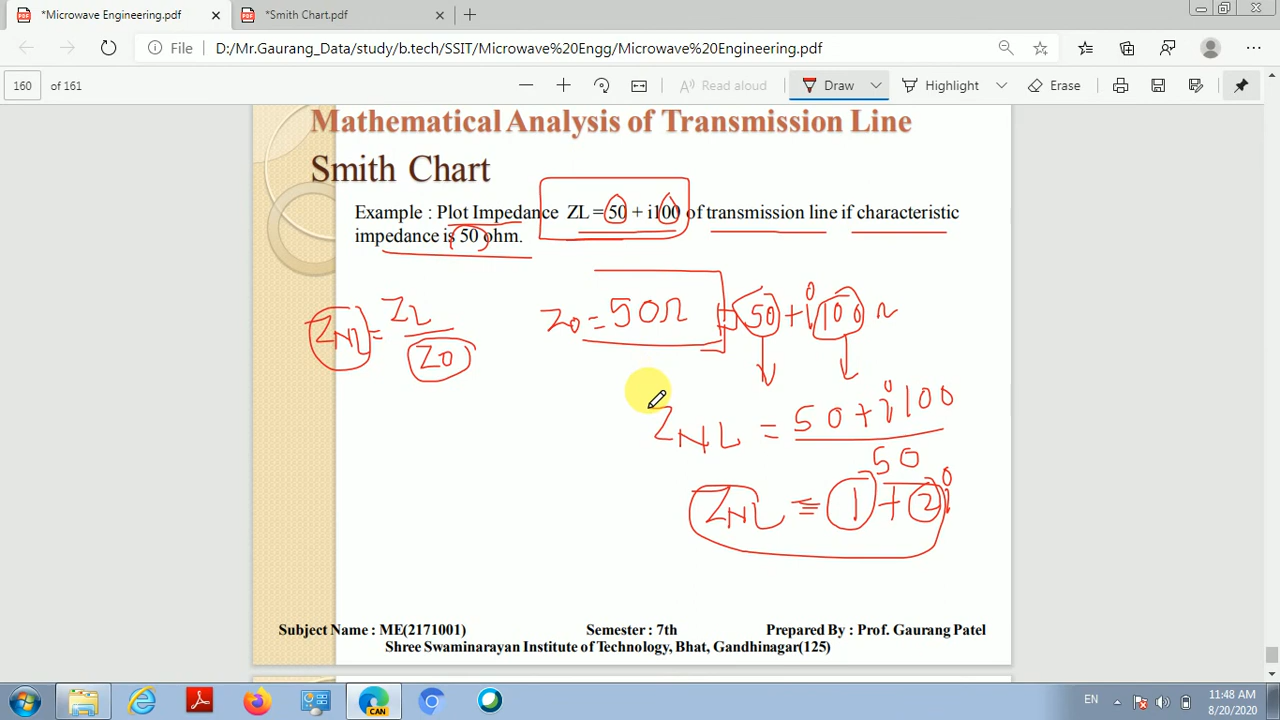 *Microwave Engineering.pdf
*Smith Chart.pdf
File D:/Mr.Gaurang_Data/study/b.tech/SSIT/Microwave%20Engg/Microwave%20Engineering.pdf
160 of 161
Read aloud
Draw
Highlight
Erase
Mathematical Analysis of Transmission Line
Smith Chart
Example : Plot Impedance ZL = 50 + i100 of transmission line if characteristic
impedance is 50 ohm.
ZNL = ZL / Z0
Z0 = 50Ω
50 + i100 Ω
ZNL = 50 + i100 / 50
ZNL = 1 + 2i
Subject Name : ME(2171001) Semester : 7th Prepared By : Prof. Gaurang Patel
Shree Swaminarayan Institute of Technology, Bhat, Gandhinagar(125)
CAN
EN
11:48 AM
8/20/2020